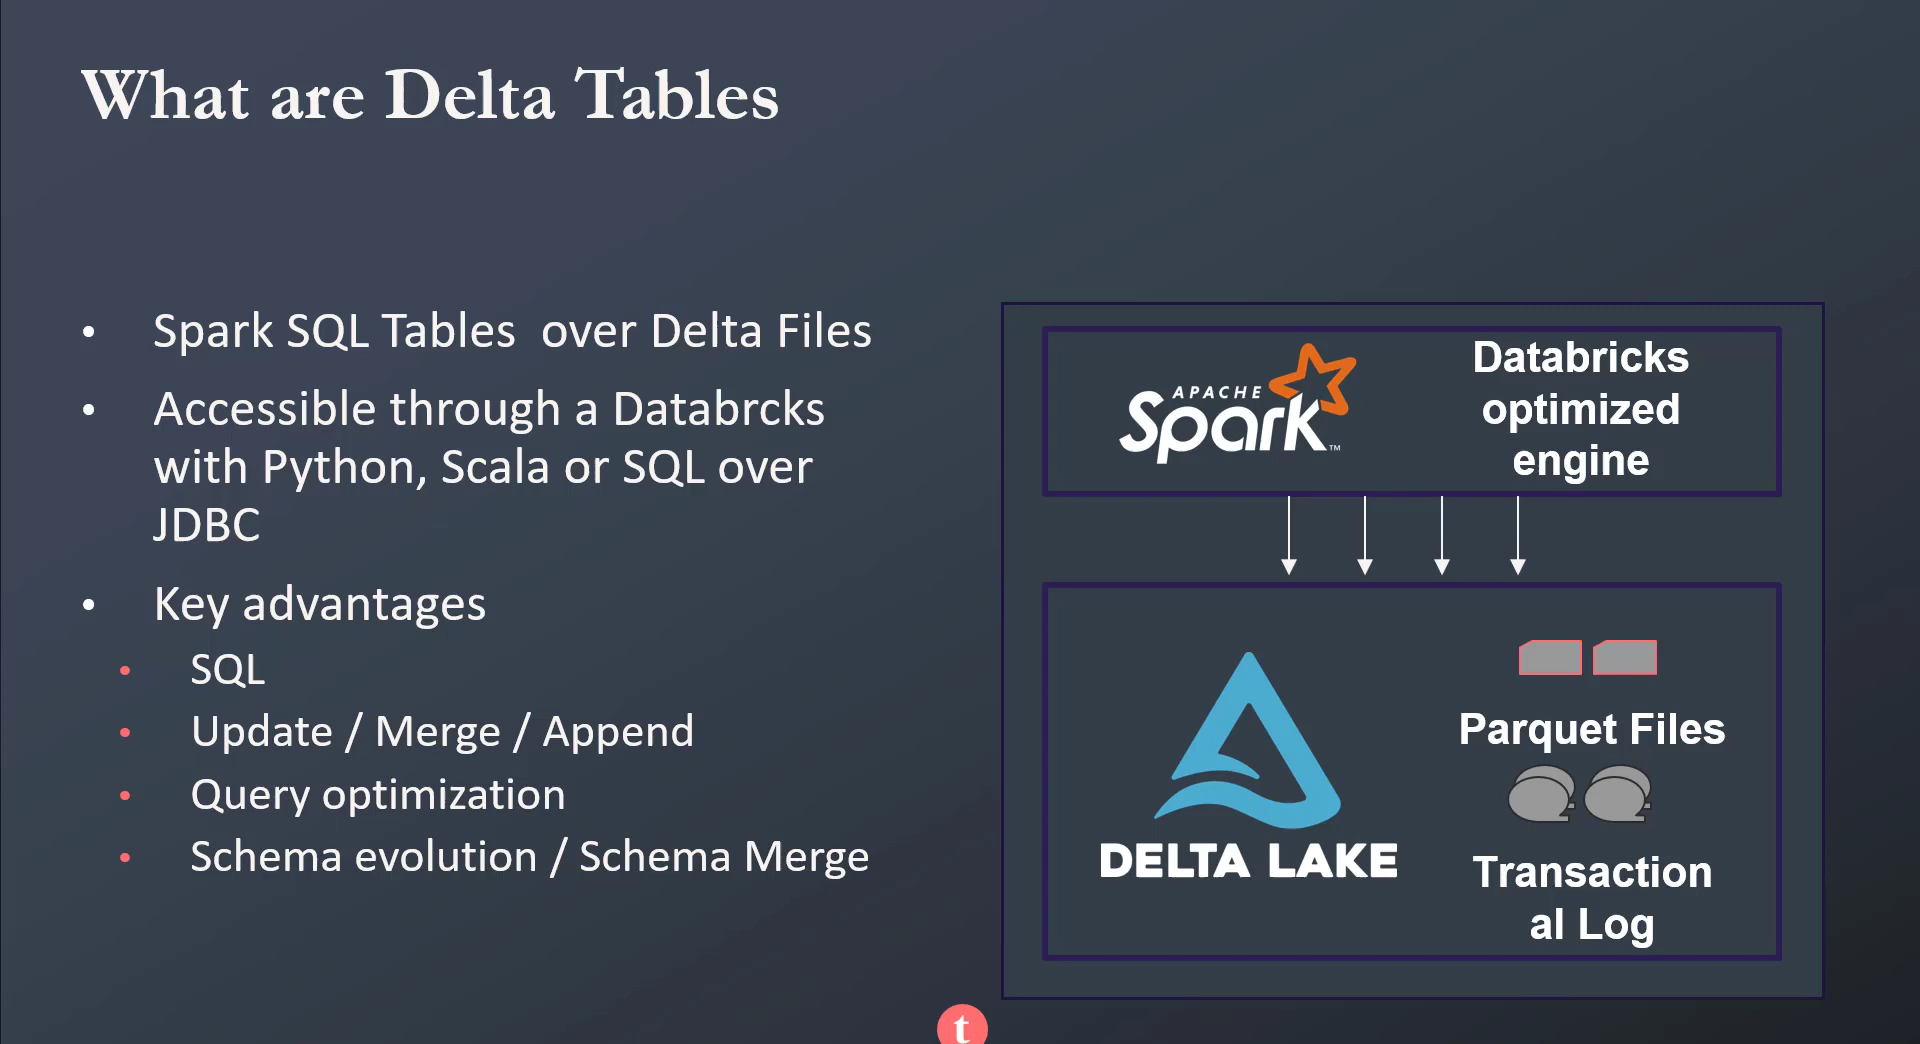 What are Delta Tables
• Spark SQL Tables over Delta Files
• Accessible through a Databrcks
with Python, Scala or SQL over
JDBC
• Key advantages
• SQL
• Update / Merge / Append
• Query optimization
• Schema evolution / Schema Merge
APACHE
Spark™
Databricks
optimized
engine
DELTA LAKE
Parquet Files
Transaction
al Log
t